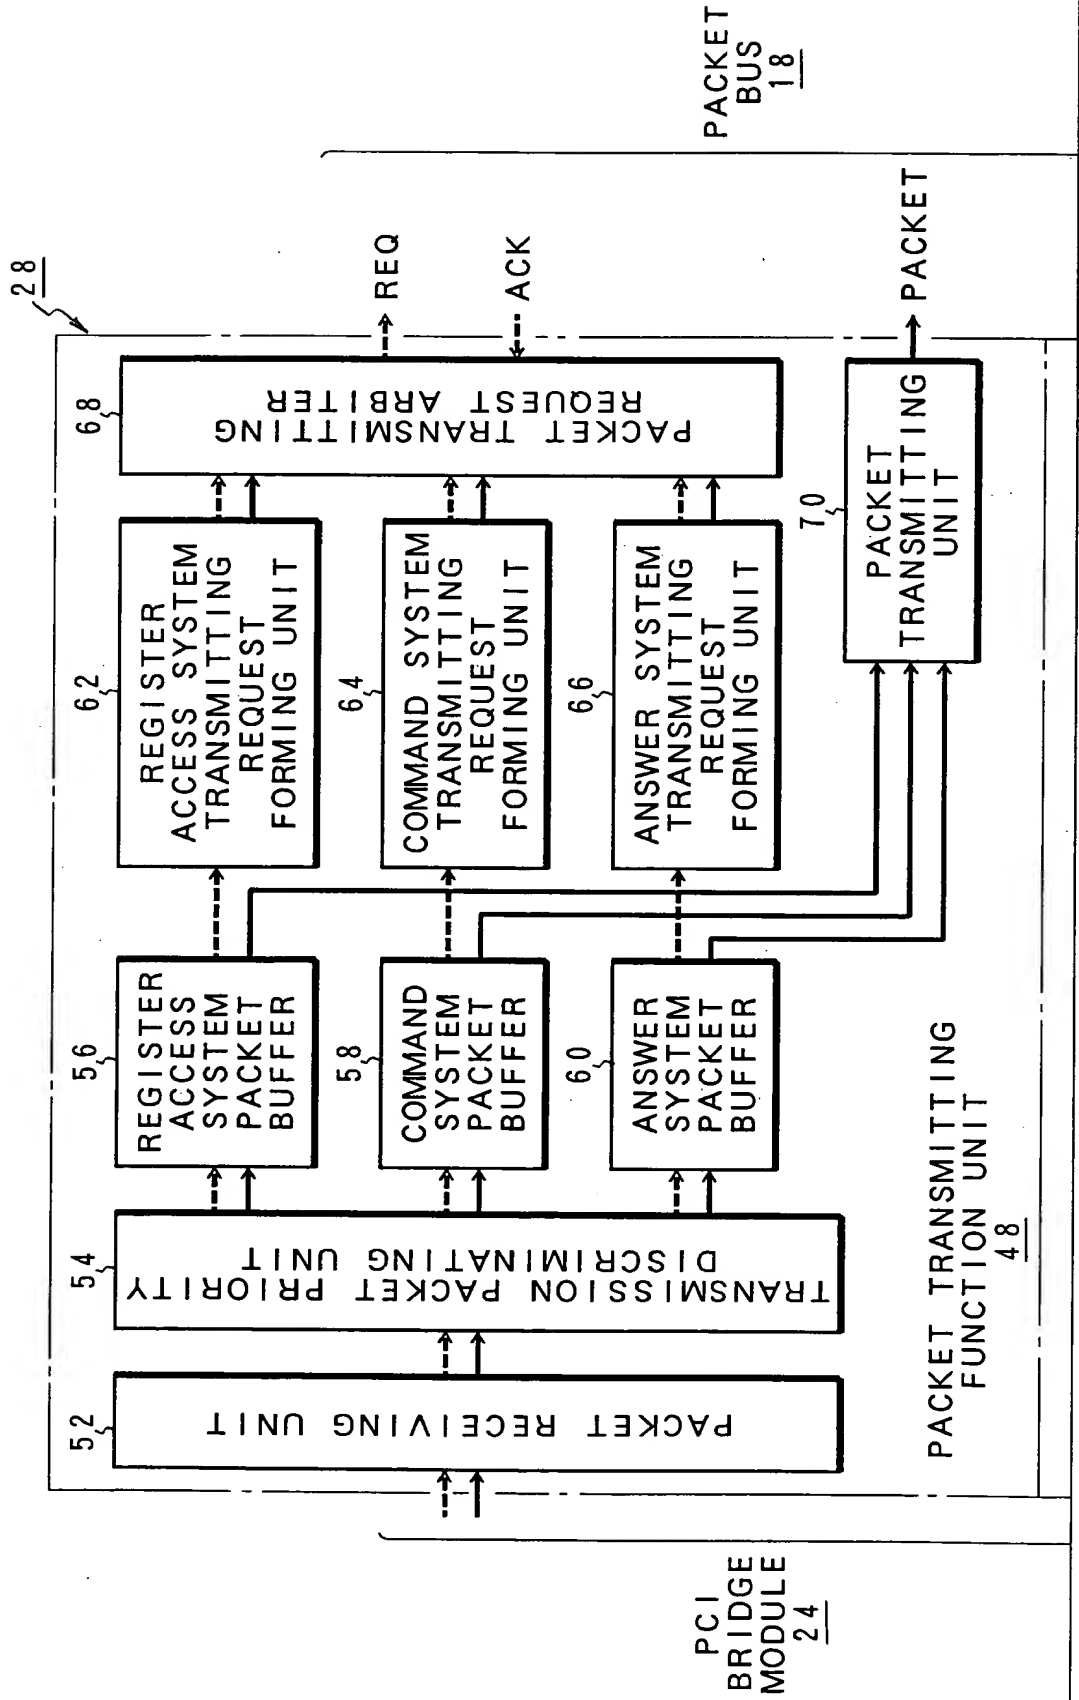 28
52
PACKET RECEIVING UNIT
54
TRANSMISSION PACKET PRIORITY
DISCRIMINATING UNIT
56
REGISTER
ACCESS
SYSTEM
PACKET
BUFFER
58
COMMAND
SYSTEM
PACKET
BUFFER
60
ANSWER
SYSTEM
PACKET
BUFFER
62
REGISTER
ACCESS SYSTEM
TRANSMITTING
REQUEST
FORMING UNIT
64
COMMAND SYSTEM
TRANSMITTING
REQUEST
FORMING UNIT
66
ANSWER SYSTEM
TRANSMITTING
REQUEST
FORMING UNIT
68
PACKET TRANSMITTING
REQUEST ARBITER
REQ
ACK
70
PACKET
TRANSMITTING
UNIT
PACKET
PCI
BRIDGE
MODULE
24
PACKET TRANSMITTING
FUNCTION UNIT
48
PACKET
BUS
18